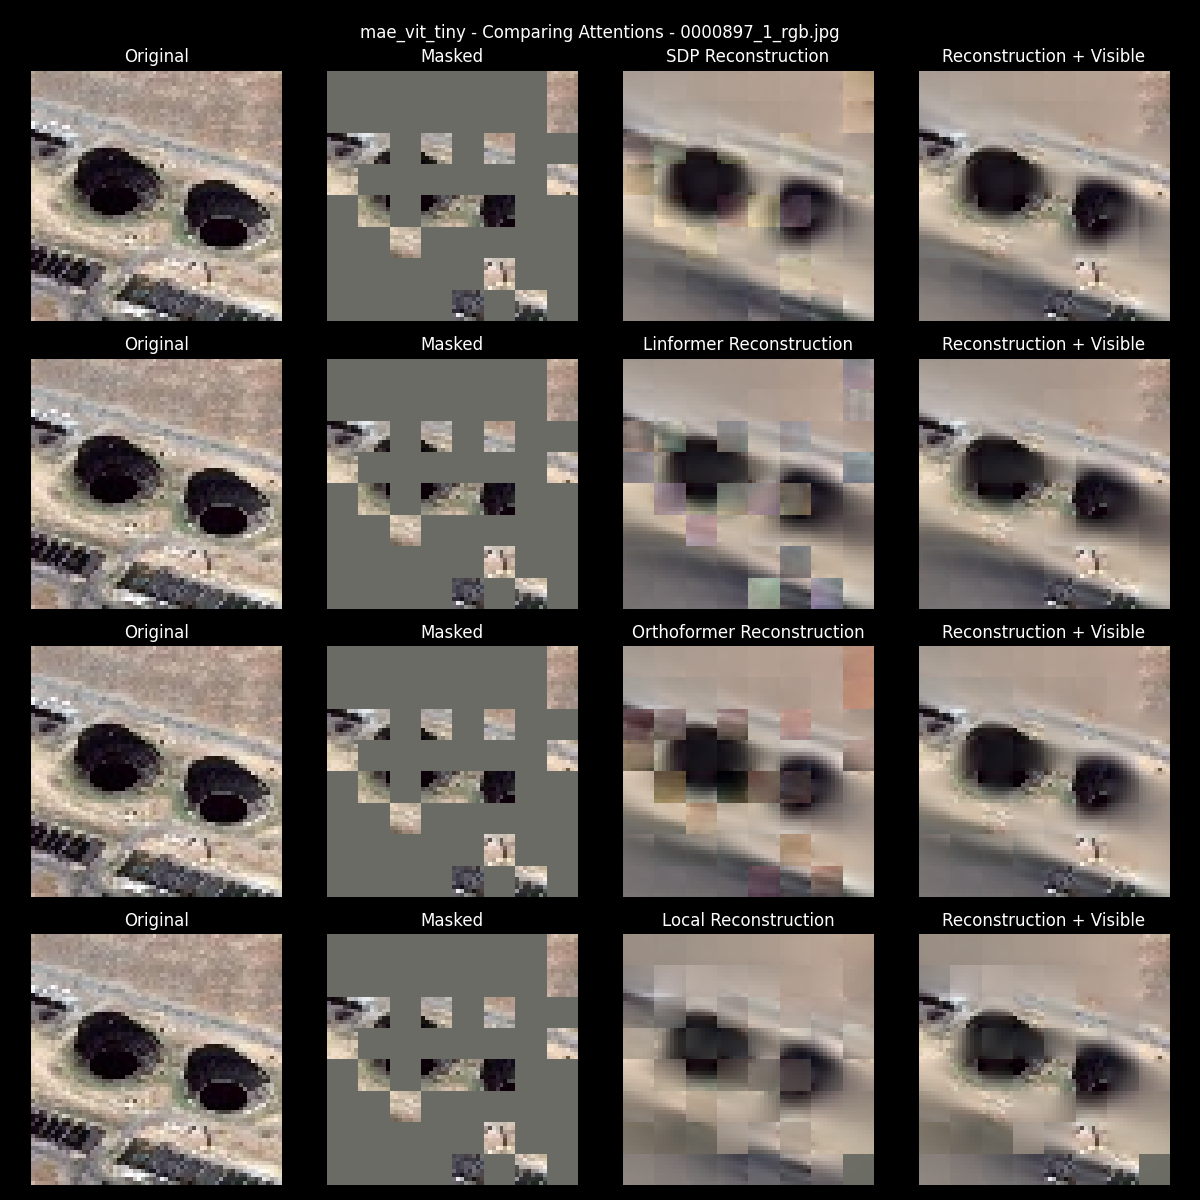 mae_vit_tiny - Comparing Attentions - 0000897_1_rgb.jpg
Original Masked SDP Reconstruction Reconstruction + Visible
Original Masked Linformer Reconstruction Reconstruction + Visible
Original Masked Orthoformer Reconstruction Reconstruction + Visible
Original Masked Local Reconstruction Reconstruction + Visible